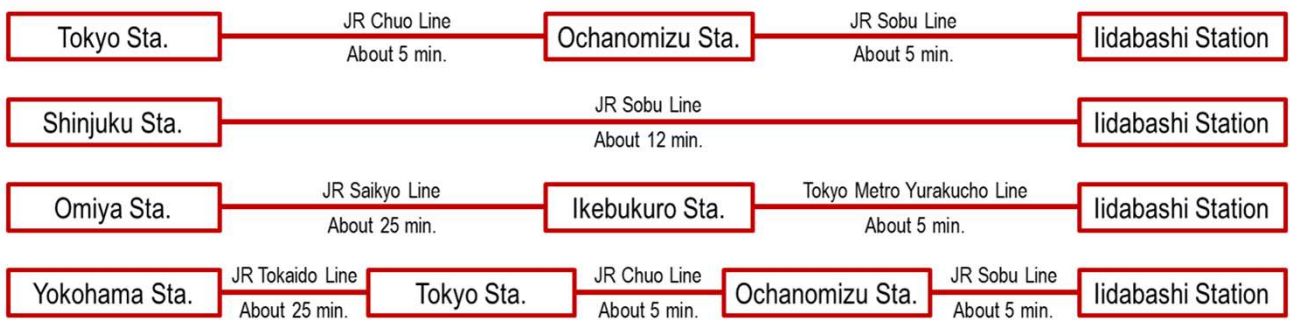 JR Chuo Line
JR Sobu Line
Tokyo Sta.
Ochanomizu Sta.
Iidabashi Station
About 5 min.
About 5 min.
JR Sobu Line
Shinjuku Sta.
Iidabashi Station
About 12 min.
JR Saikyo Line
Tokyo Metro Yurakucho Line
Omiya Sta.
Ikebukuro Sta.
Iidabashi Station
About 25 min.
About 5 min.
JR Tokaido Line
JR Chuo Line
JR Sobu Line
Yokohama Sta.
Tokyo Sta.
Ochanomizu Sta.
Iidabashi Station
About 25 min.
About 5 min.
About 5 min.